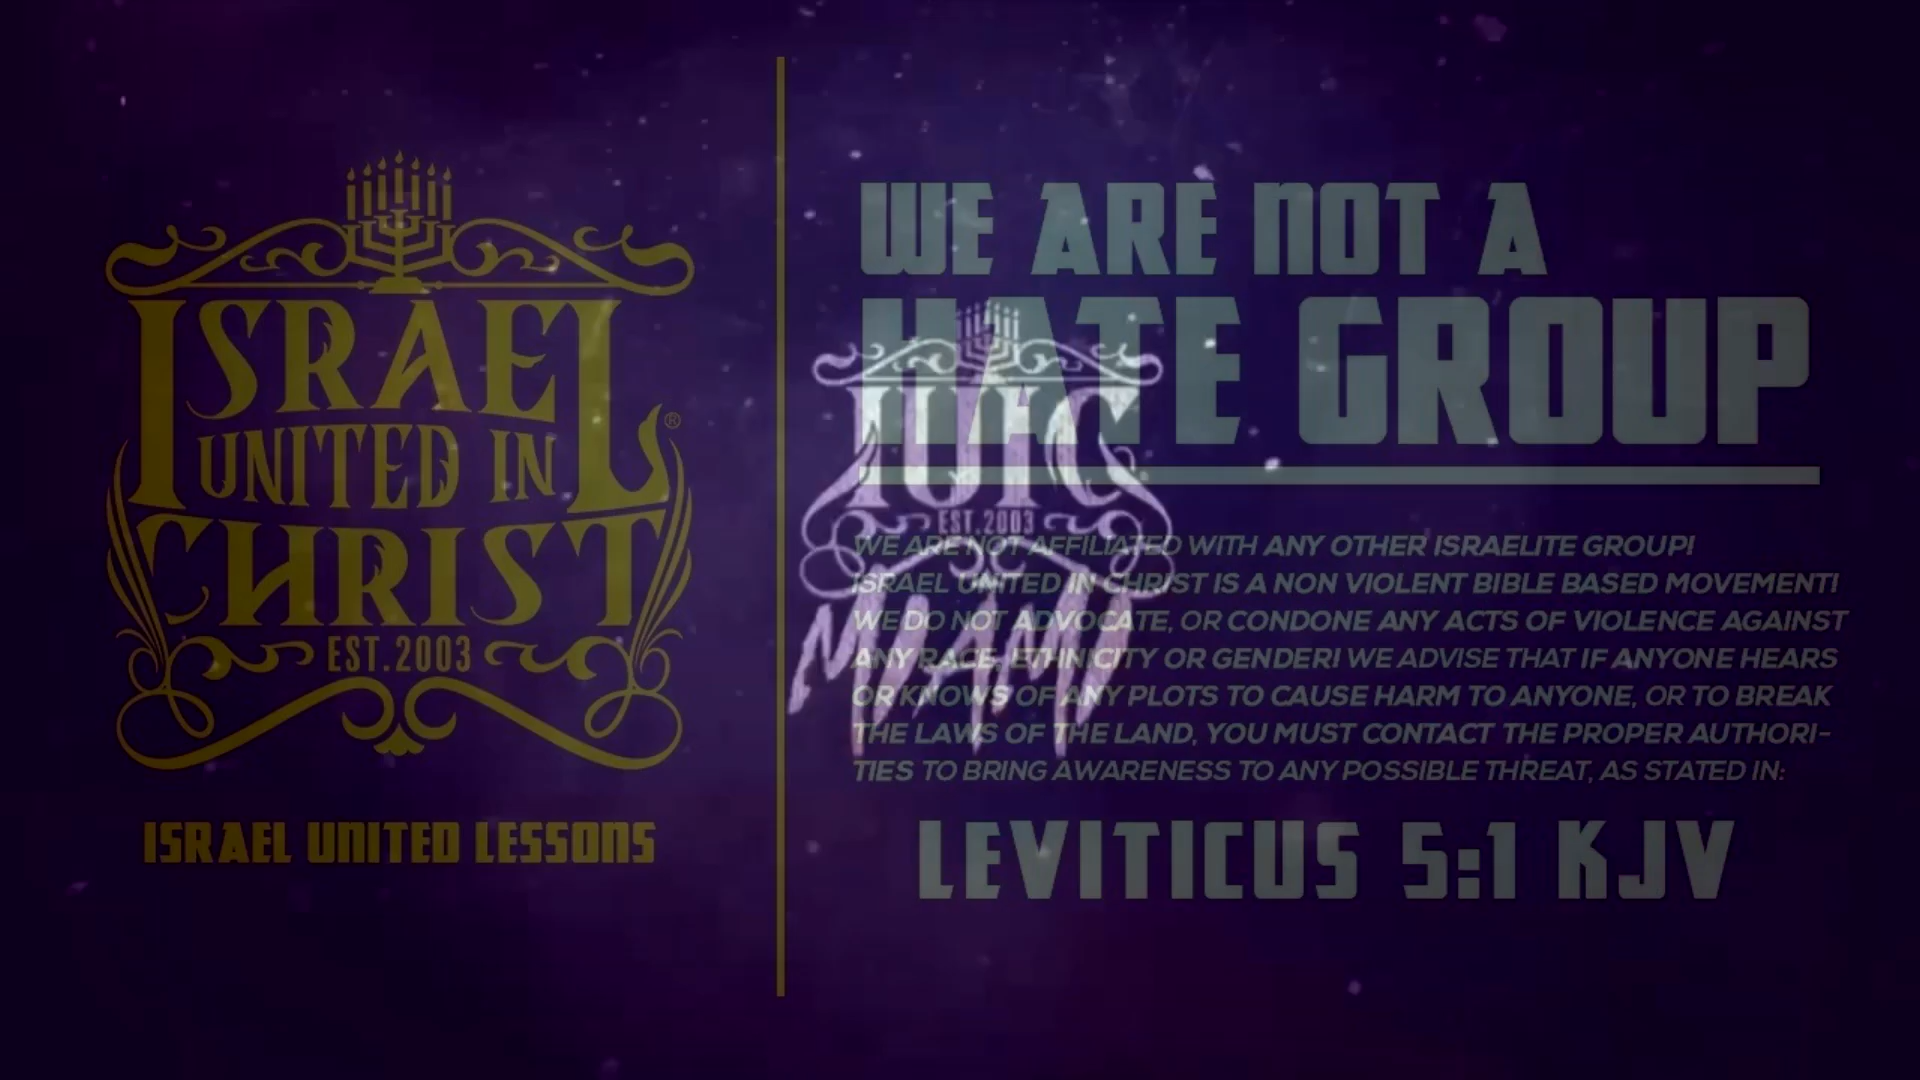 ISRAEL
UNITED IN
CHRIST
®
EST.2003
ISRAEL UNITED LESSONS
WE ARE NOT A
HATE GROUP
IUIC
EST.2003
MIAMI
WE ARE NOT AFFILIATED WITH ANY OTHER ISRAELITE GROUP!
ISRAEL UNITED IN CHRIST IS A NON VIOLENT BIBLE BASED MOVEMENT!
WE DO NOT ADVOCATE, OR CONDONE ANY ACTS OF VIOLENCE AGAINST
ANY RACE, ETHNICITY OR GENDER! WE ADVISE THAT IF ANYONE HEARS
OR KNOWS OF ANY PLOTS TO CAUSE HARM TO ANYONE, OR TO BREAK
THE LAWS OF THE LAND, YOU MUST CONTACT THE PROPER AUTHORI-
TIES TO BRING AWARENESS TO ANY POSSIBLE THREAT, AS STATED IN:
LEVITICUS 5:1 KJV